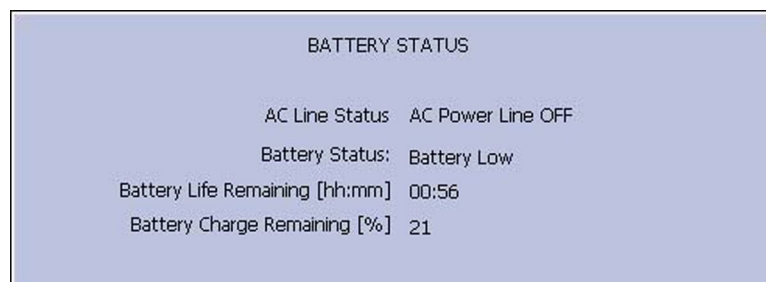 BATTERY STATUS
AC Line Status AC Power Line OFF
Battery Status: Battery Low
Battery Life Remaining [hh:mm] 00:56
Battery Charge Remaining [%] 21